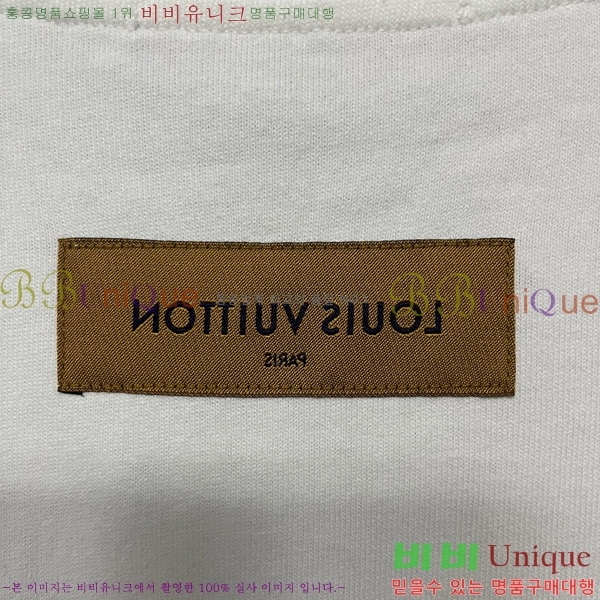 홍콩명품쇼핑몰 1위 비비유니크명품구매대행
BBUniQue BBUniQue
LOUIS VUITTON
PARIS
비비 Unique
-본 이미지는 비비유니크에서 촬영한 100% 실사 이미지 입니다.-
믿을수 있는 명품구매대행